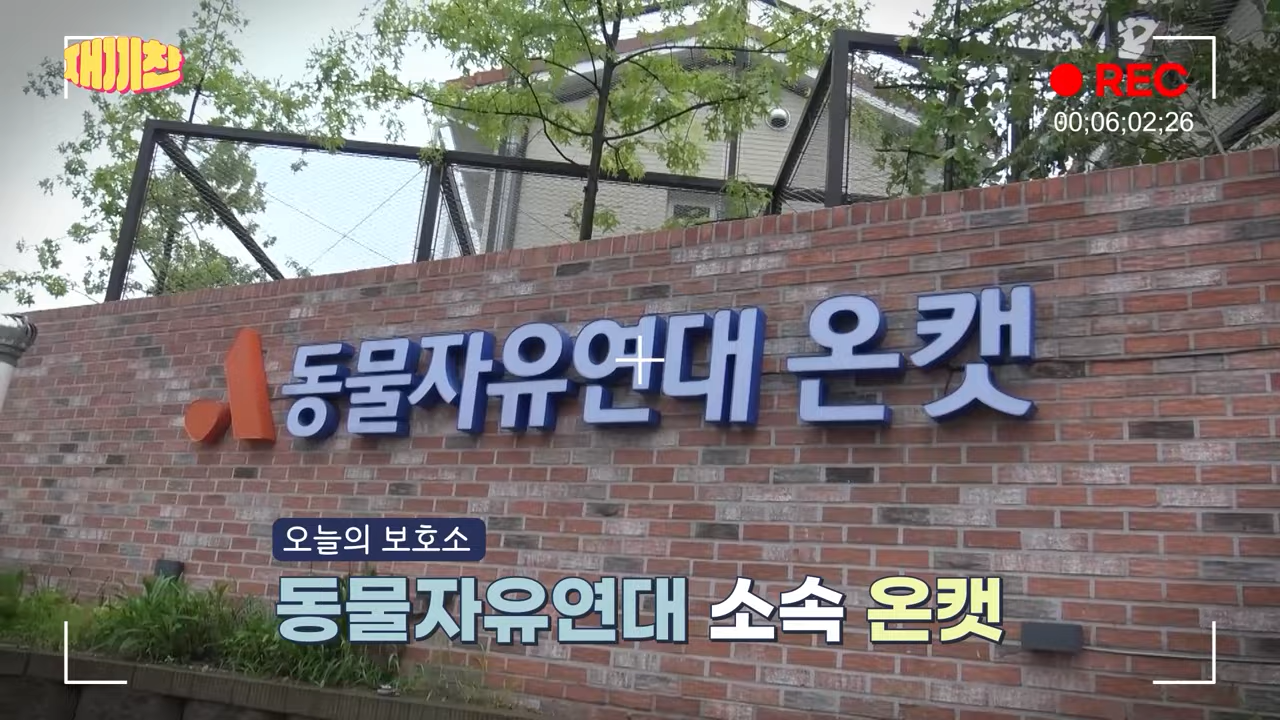 재끼찬
REC
00;06;02;26
동물자유연대 온캣
오늘의 보호소
동물자유연대 소속 온캣